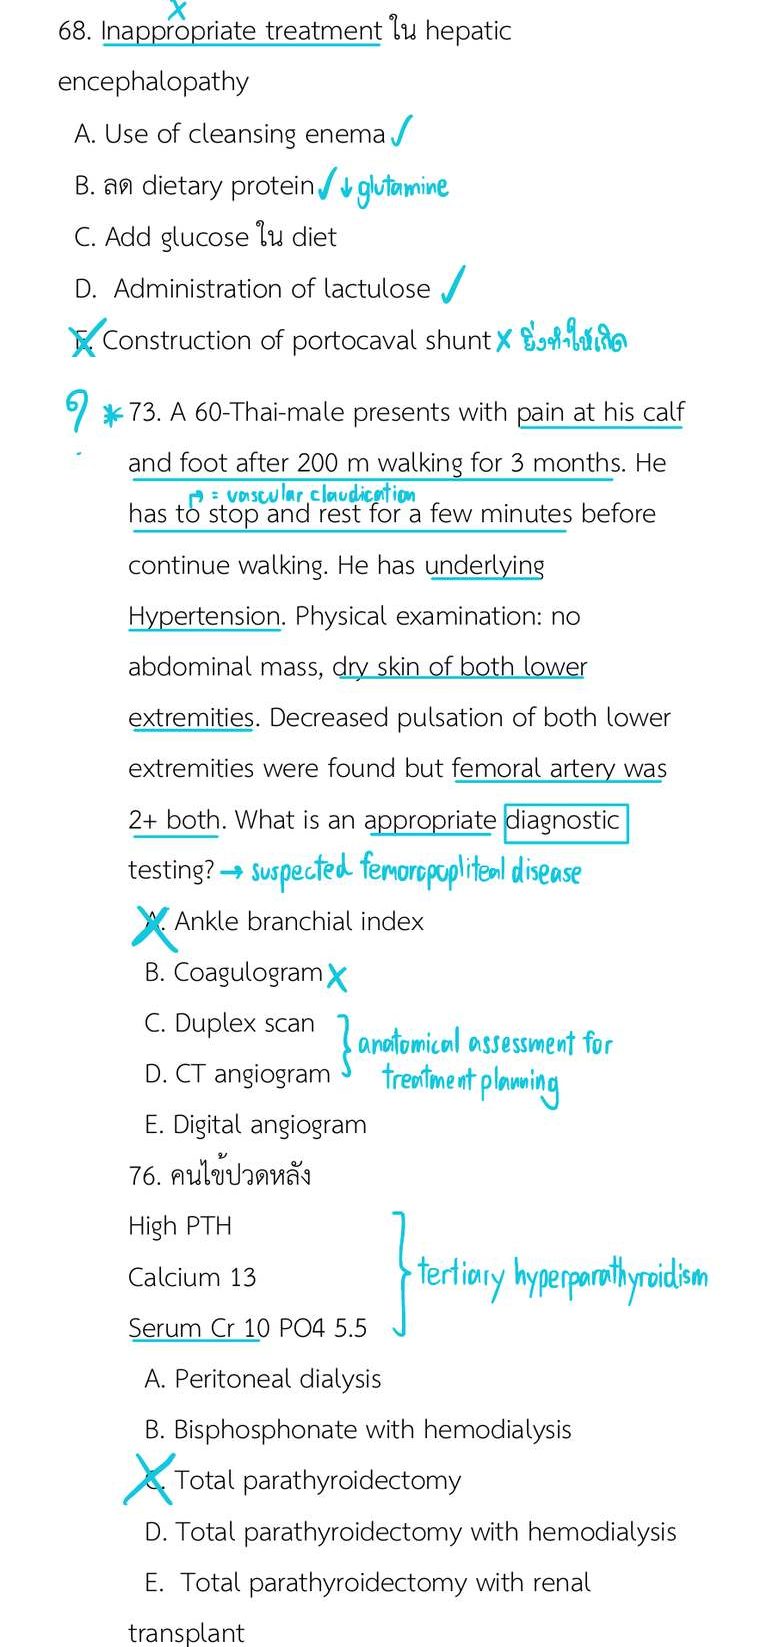 x
68. Inappropriate treatment ใน hepatic
encephalopathy
A. Use of cleansing enema ✓
B. ลด dietary protein ✓ ↓ glutamine
C. Add glucose ใน diet
D. Administration of lactulose ✓
E. Construction of portocaval shunt x ยิ่งทำให้เกิด
? * 73. A 60-Thai-male presents with pain at his calf
and foot after 200 m walking for 3 months. He
↱ = vascular claudication
has to stop and rest for a few minutes before
continue walking. He has underlying
Hypertension. Physical examination: no
abdominal mass, dry skin of both lower
extremities. Decreased pulsation of both lower
extremities were found but femoral artery was
2+ both. What is an appropriate diagnostic
testing? → suspected femoropopliteal disease
A. Ankle branchial index
B. Coagulogram x
C. Duplex scan
anatomical assessment for
D. CT angiogram
treatment planning
E. Digital angiogram
76. คนไข้ปวดหลัง
High PTH
Calcium 13
tertiary hyperparathyroidism
Serum Cr 10 PO4 5.5
A. Peritoneal dialysis
B. Bisphosphonate with hemodialysis
C. Total parathyroidectomy
D. Total parathyroidectomy with hemodialysis
E. Total parathyroidectomy with renal
transplant